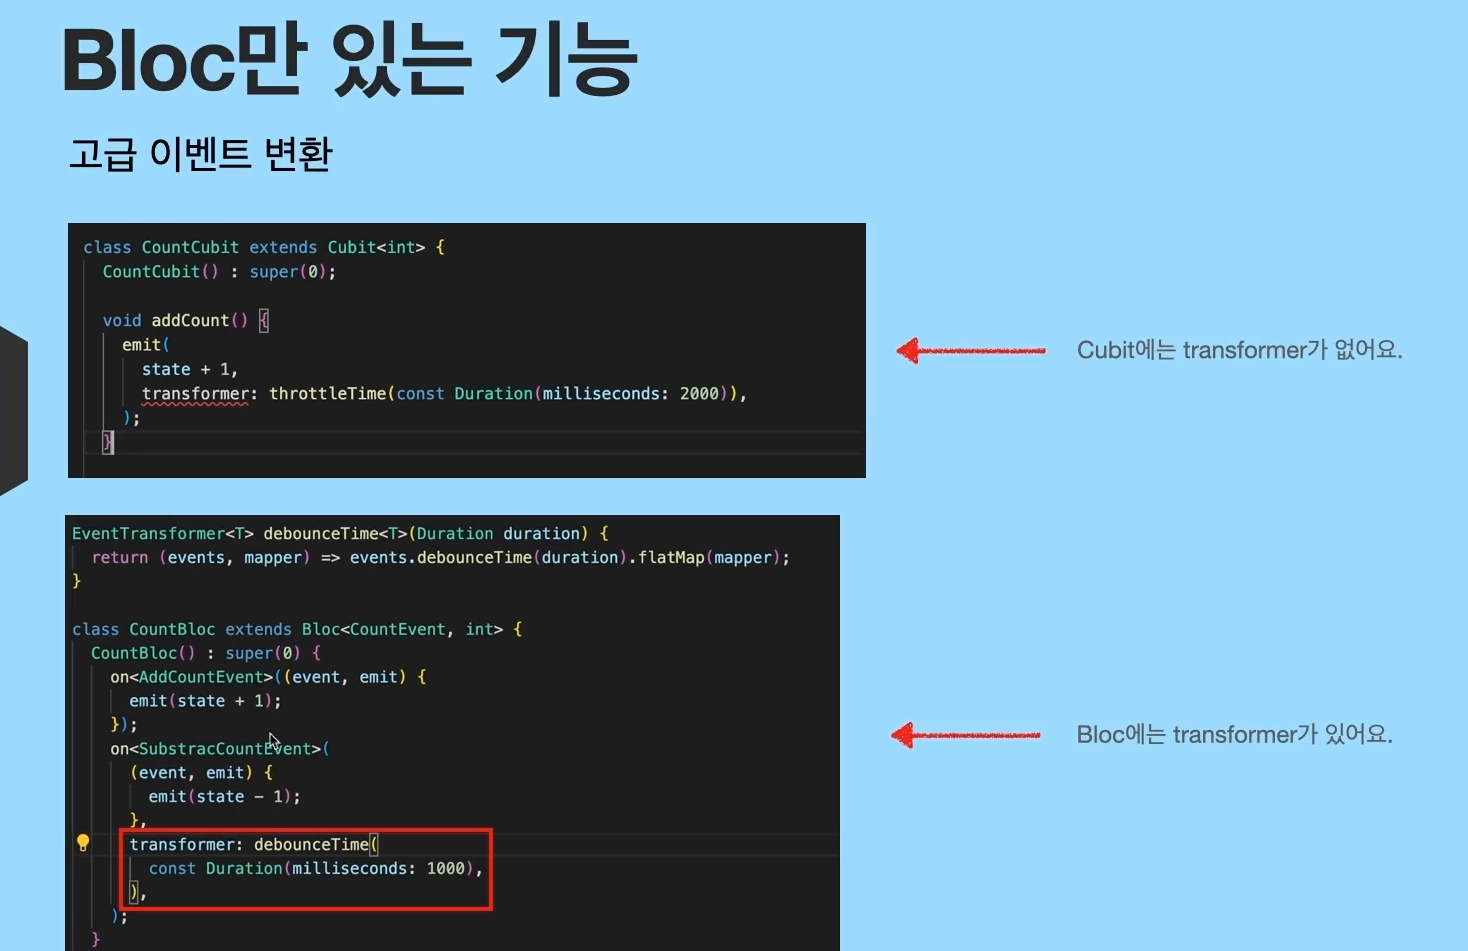 Bloc만 있는 기능
고급 이벤트 변환
class CountCubit extends Cubit<int> {
CountCubit() : super(0);
void addCount() {
emit(
state + 1,
transformer: throttleTime(const Duration(milliseconds: 2000)),
);
}
Cubit에는 transformer가 없어요.
EventTransformer<T> debounceTime<T>(Duration duration) {
return (events, mapper) => events.debounceTime(duration).flatMap(mapper);
}
class CountBloc extends Bloc<CountEvent, int> {
CountBloc() : super(0) {
on<AddCountEvent>((event, emit) {
emit(state + 1);
});
on<SubstracCountEvent>(
(event, emit) {
emit(state - 1);
},
transformer: debounceTime(
const Duration(milliseconds: 1000),
),
);
}
Bloc에는 transformer가 있어요.